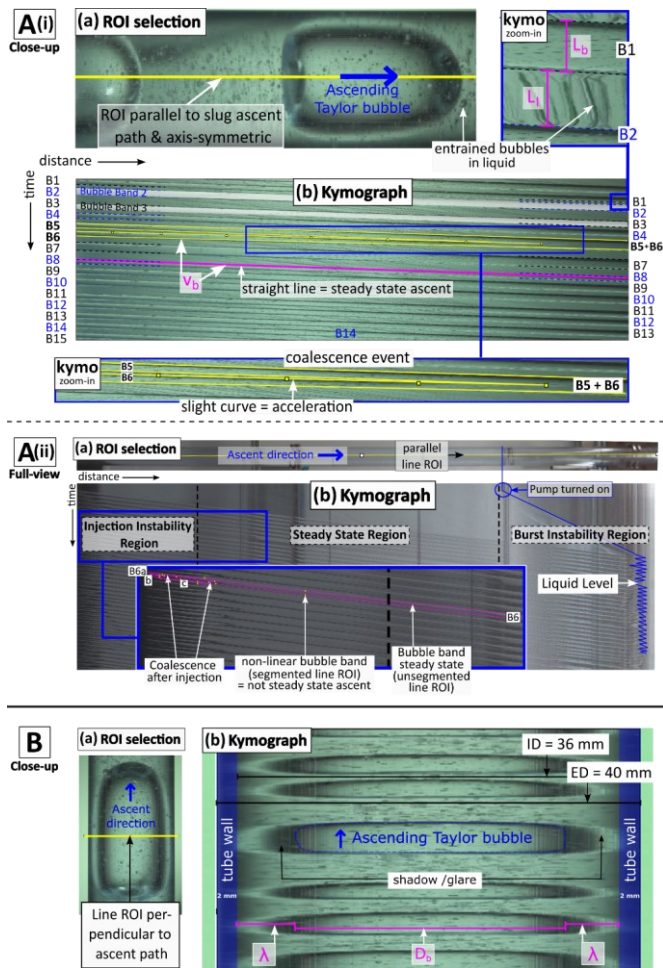 A(i)
Close-up
(a) ROI selection
Ascending
Taylor bubble
ROI parallel to slug ascent
path & axis-symmetric
kymo
zoom-in
Lb
B1
Ll
B2
entrained bubbles
in liquid
distance
time
(b) Kymograph
B1
B2
B3
B4
B5
B6
B7
B8
B9
B10
B11
B12
B13
B14
B15
Bubble Band 2
Bubble Band 3
vb
straight line = steady state ascent
B14
B1
B2
B3
B4
B5+B6
B7
B8
B9
B10
B11
B12
B13
coalescence event
kymo
zoom-in
B5
B6
B5 + B6
slight curve = acceleration
A(ii)
Full-view
(a) ROI selection
Ascent direction
parallel
line ROI
distance
time
(b) Kymograph
Pump turned on
Injection Instability
Region
Steady State Region
Burst Instability Region
Liquid Level
B6a
b
c
B6
Coalescence
after injection
non-linear bubble band
(segmented line ROI)
= not steady state ascent
Bubble band
steady state
(unsegmented
line ROI)
B
Close-up
(a) ROI selection
Ascent
direction
Line ROI per-
pendicular to
ascent path
(b) Kymograph
ID = 36 mm
ED = 40 mm
tube wall
2 mm
Ascending Taylor bubble
shadow /glare
tube wall
2 mm
λ
Db
λ